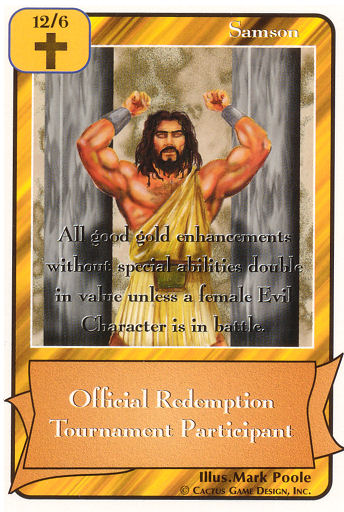 12/6
Samson
All good gold enhancements
without special abilities double
in value unless a female Evil
Character is in battle.
Official Redemption
Tournament Participant
Illus.Mark Poole
© Cactus Game Design, Inc.